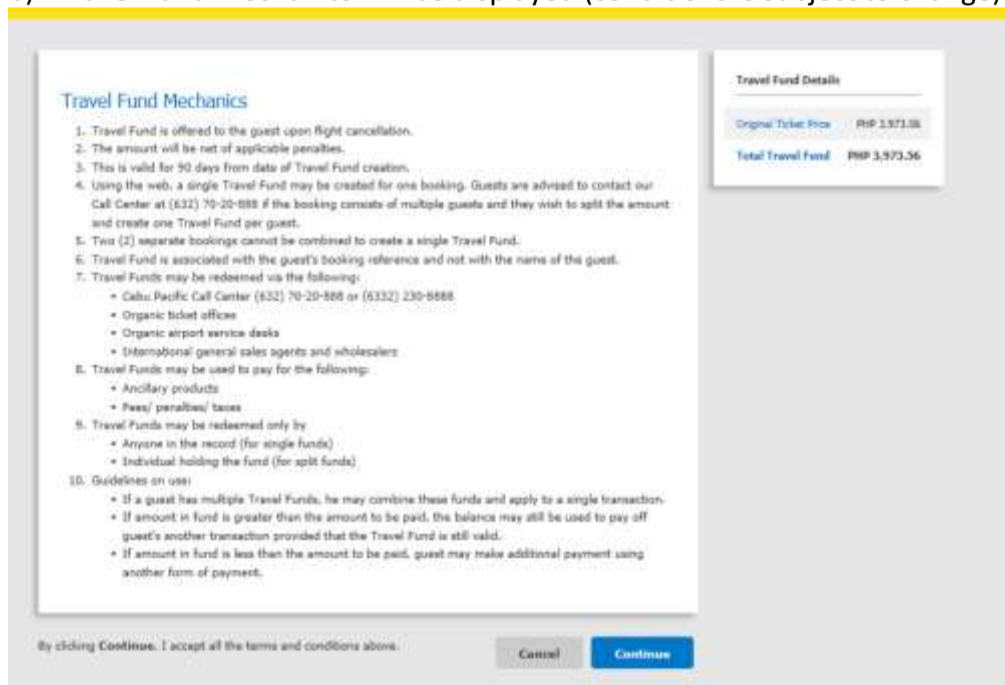 Travel Fund Mechanics
1. Travel Fund is offered to the guest upon flight cancellation.
2. The amount will be net of applicable penalties.
3. This is valid for 90 days from date of Travel Fund creation.
4. Using the web, a single Travel Fund may be created for one booking. Guests are advised to contact our
Call Center at (632) 70-20-888 if the booking consists of multiple guests and they wish to split the amount
and create one Travel Fund per guest.
5. Two (2) separate bookings cannot be combined to create a single Travel Fund.
6. Travel Fund is associated with the guest's booking reference and not with the name of the guest.
7. Travel Funds may be redeemed via the following:
• Cebu Pacific Call Center (632) 70-20-888 or (6332) 230-8888
• Organic ticket offices
• Organic airport service desks
• International general sales agents and wholesalers
8. Travel Funds may be used to pay for the following:
• Ancillary products
• Fees/ penalties/ taxes
9. Travel Funds may be redeemed only by
• Anyone in the record (for single funds)
• Individual holding the fund (for split funds)
10. Guidelines on use:
• If a guest has multiple Travel Funds, he may combine these funds and apply to a single transaction.
• If amount in fund is greater than the amount to be paid, the balance may still be used to pay off
guest's another transaction provided that the Travel Fund is still valid.
• If amount in fund is less than the amount to be paid, guest may make additional payment using
another form of payment.
By clicking Continue, I accept all the terms and conditions above.
Cancel
Continue
Travel Fund Details
Original Ticket Price PHP 3,973.56
Total Travel Fund PHP 3,973.56